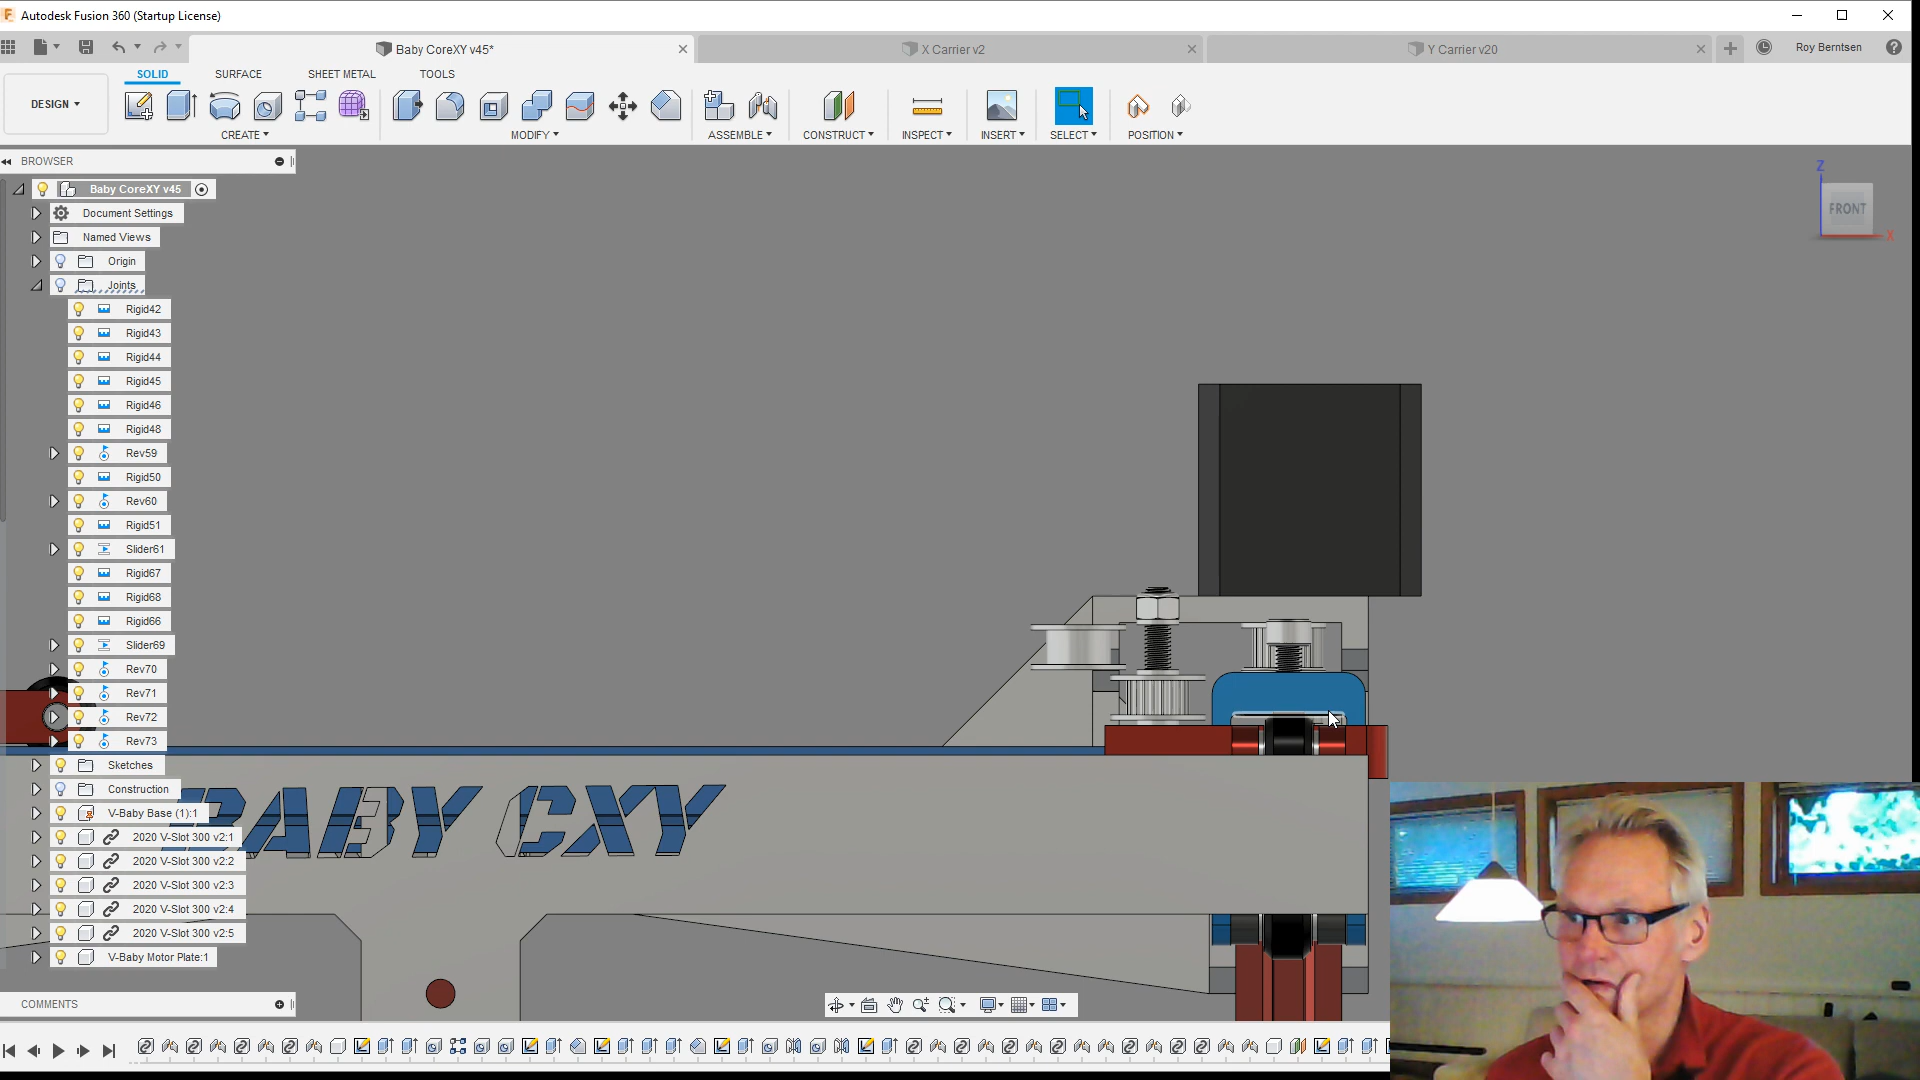 Autodesk Fusion 360 (Startup License)
Baby CoreXY v45*
X Carrier v2
Y Carrier v20
Roy Berntsen
DESIGN
SOLID
SURFACE
SHEET METAL
TOOLS
CREATE
MODIFY
ASSEMBLE
CONSTRUCT
INSPECT
INSERT
SELECT
POSITION
BROWSER
Baby CoreXY v45
Document Settings
Named Views
Origin
Joints
Rigid42
Rigid43
Rigid44
Rigid45
Rigid46
Rigid48
Rev59
Rigid50
Rev60
Rigid51
Slider61
Rigid67
Rigid68
Rigid66
Slider69
Rev70
Rev71
Rev72
Rev73
Sketches
Construction
V-Baby Base (1):1
2020 V-Slot 300 v2:1
2020 V-Slot 300 v2:2
2020 V-Slot 300 v2:3
2020 V-Slot 300 v2:4
2020 V-Slot 300 v2:5
V-Baby Motor Plate:1
COMMENTS
Z
FRONT
X
BABY CXY